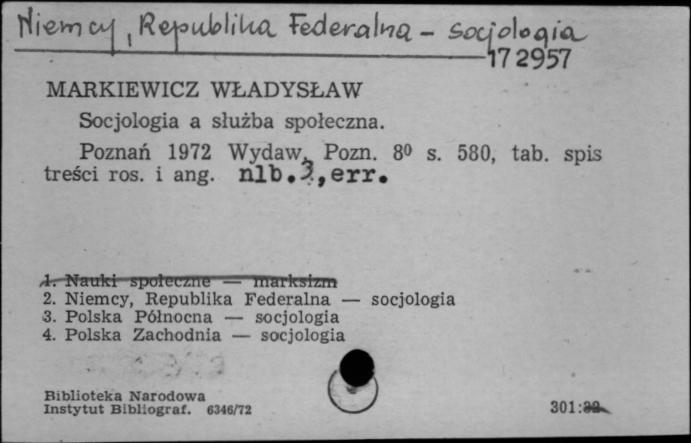 Niemcy, Republika Federalna – socjologia
172957
MARKIEWICZ WŁADYSŁAW
Socjologia a służba społeczna.
Poznań 1972 Wydaw. Pozn. 8⁰ s. 580, tab. spis
treści ros. i ang. nlb.3,err.
1. Nauki społeczne — marksizm
2. Niemcy, Republika Federalna — socjologia
3. Polska Północna — socjologia
4. Polska Zachodnia — socjologia
Biblioteka Narodowa
Instytut Bibliograf. 6346/72
301: